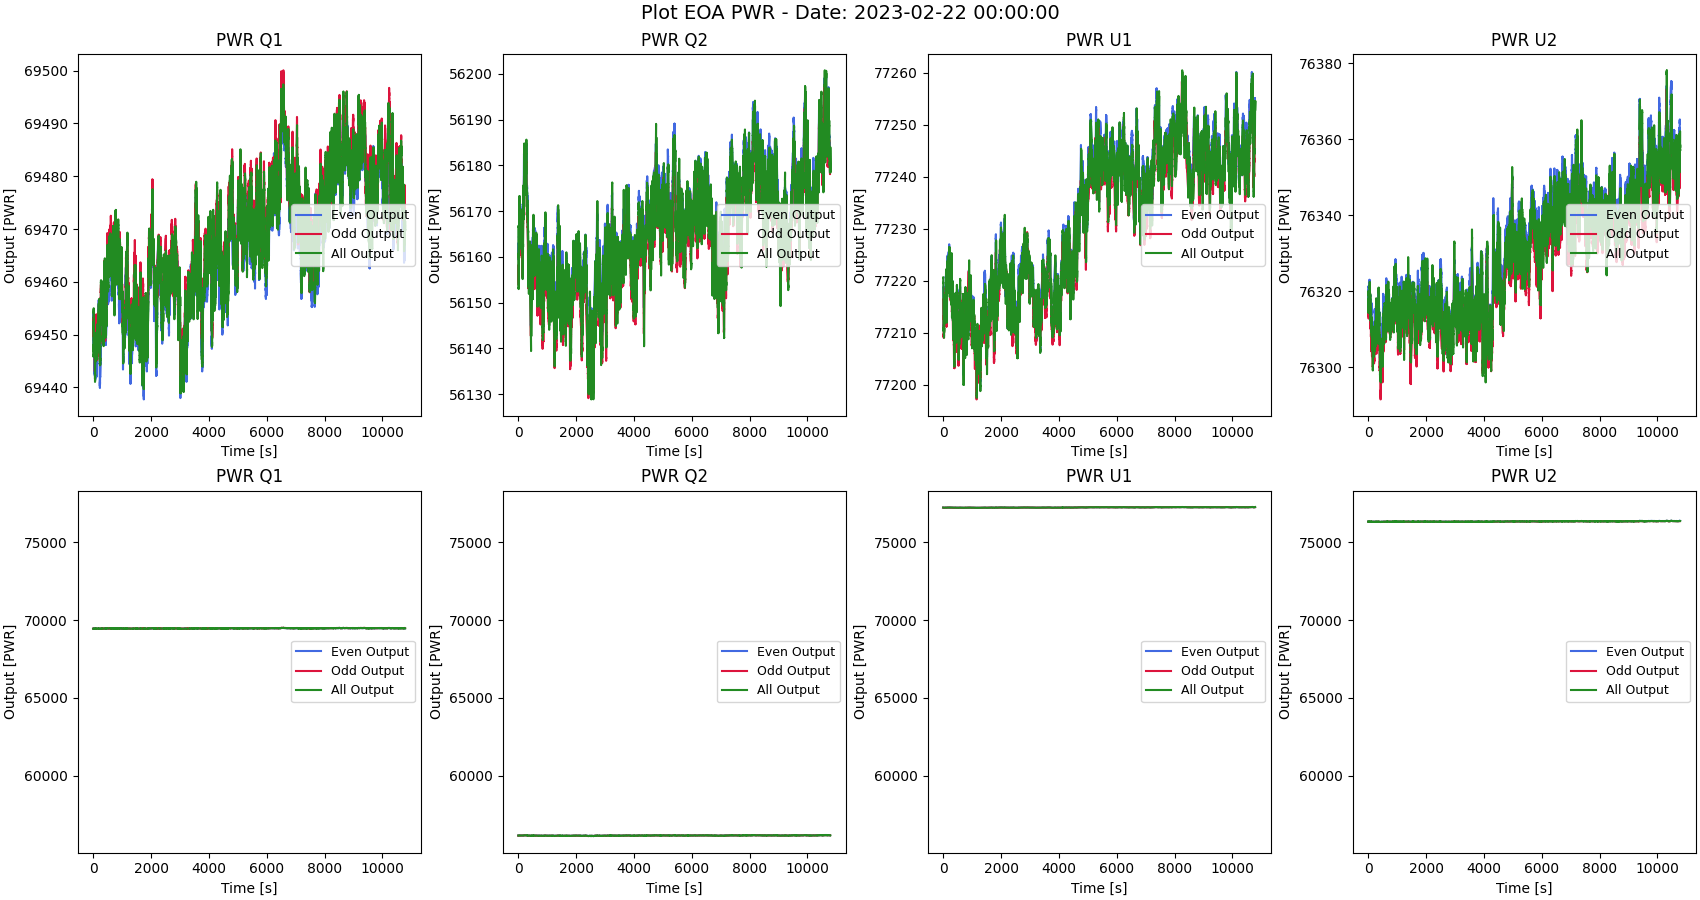 Plot EOA PWR - Date: 2023-02-22 00:00:00
PWR Q1
Output [PWR]
69500
69490
69480
69470
69460
69450
69440
Even Output
Odd Output
All Output
0 2000 4000 6000 8000 10000
Time [s]
PWR Q2
Output [PWR]
56200
56190
56180
56170
56160
56150
56140
56130
Even Output
Odd Output
All Output
0 2000 4000 6000 8000 10000
Time [s]
PWR U1
Output [PWR]
77260
77250
77240
77230
77220
77210
77200
Even Output
Odd Output
All Output
0 2000 4000 6000 8000 10000
Time [s]
PWR U2
Output [PWR]
76380
76360
76340
76320
76300
Even Output
Odd Output
All Output
0 2000 4000 6000 8000 10000
Time [s]
PWR Q1
Output [PWR]
75000
70000
65000
60000
Even Output
Odd Output
All Output
0 2000 4000 6000 8000 10000
Time [s]
PWR Q2
Output [PWR]
75000
70000
65000
60000
Even Output
Odd Output
All Output
0 2000 4000 6000 8000 10000
Time [s]
PWR U1
Output [PWR]
75000
70000
65000
60000
Even Output
Odd Output
All Output
0 2000 4000 6000 8000 10000
Time [s]
PWR U2
Output [PWR]
75000
70000
65000
60000
Even Output
Odd Output
All Output
0 2000 4000 6000 8000 10000
Time [s]